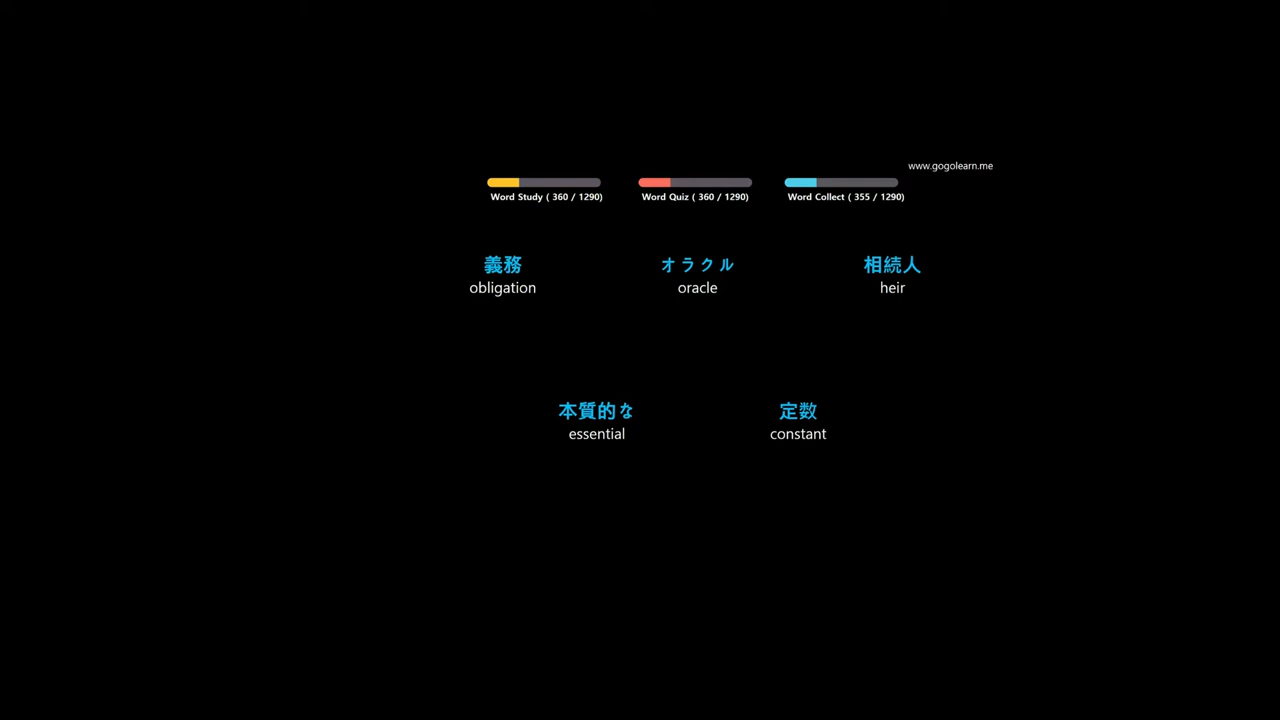 www.gogolearn.me
Word Study ( 360 / 1290)
Word Quiz ( 360 / 1290)
Word Collect ( 355 / 1290)
義務
obligation
オラクル
oracle
相続人
heir
本質的な
essential
定数
constant